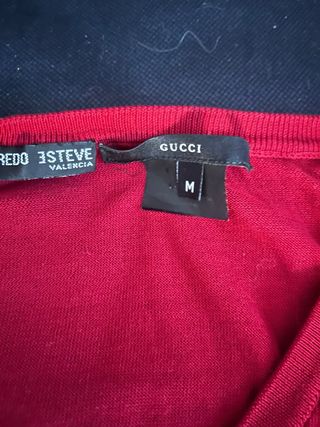 REDO ESTEVE
VALENCIA
GUCCI
M